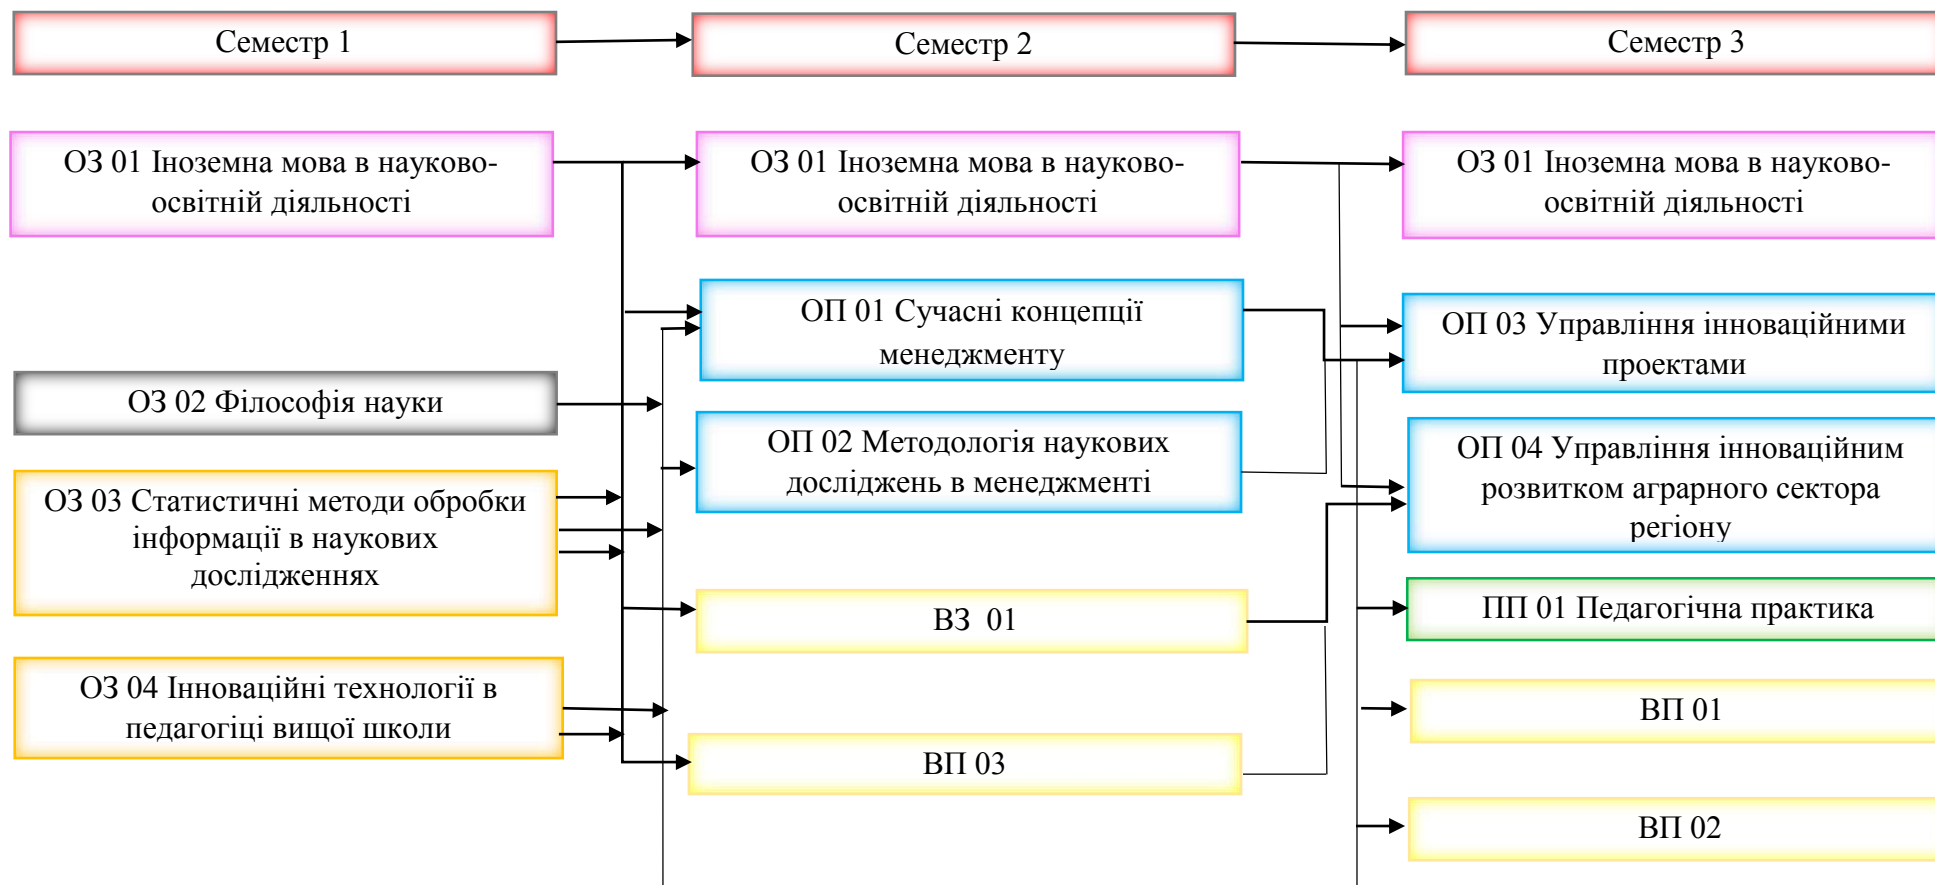 Семестр 1
Семестр 2
Семестр 3
ОЗ 01 Іноземна мова в науково-
освітній діяльності
ОЗ 01 Іноземна мова в науково-
освітній діяльності
ОЗ 01 Іноземна мова в науково-
освітній діяльності
ОЗ 02 Філософія науки
ОЗ 03 Статистичні методи обробки
інформації в наукових
дослідженнях
ОЗ 04 Інноваційні технології в
педагогіці вищої школи
ОП 01 Сучасні концепції
менеджменту
ОП 02 Методологія наукових
досліджень в менеджменті
ВЗ  01
ВП 03
ОП 03 Управління інноваційними
проектами
ОП 04 Управління інноваційним
розвитком аграрного сектора
регіону
ПП 01 Педагогічна практика
ВП 01
ВП 02